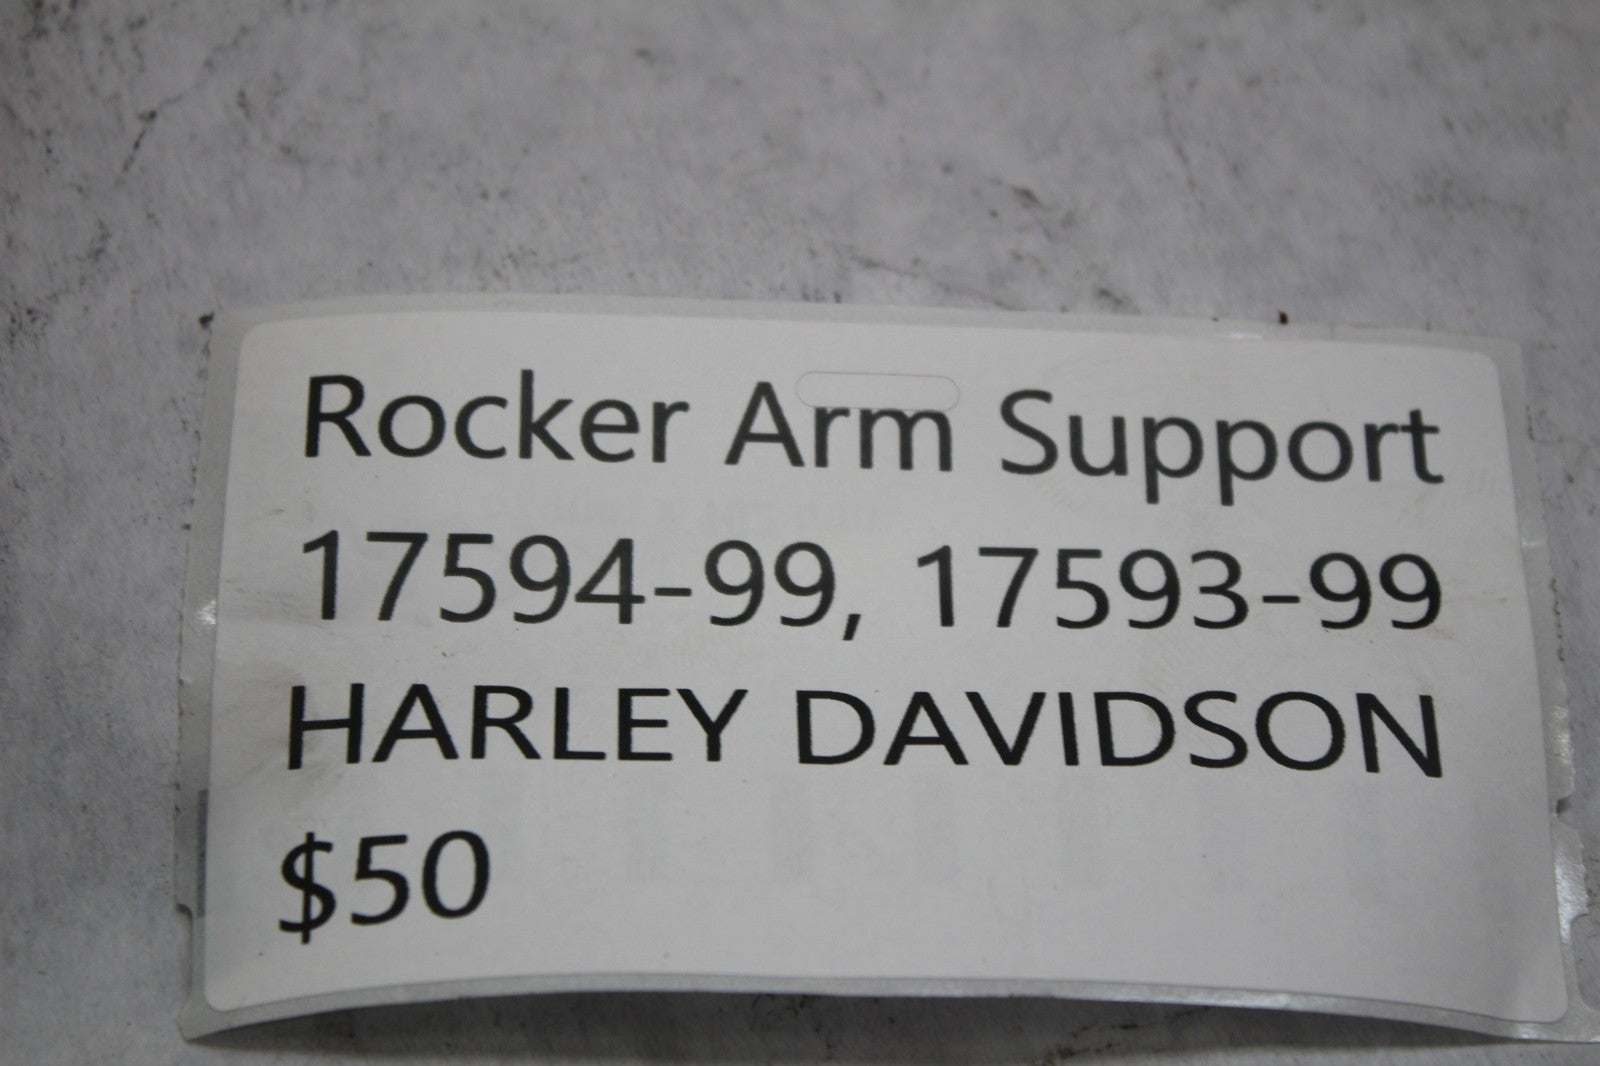 Rocker Arm Support
17594-99, 17593-99
HARLEY DAVIDSON
$50